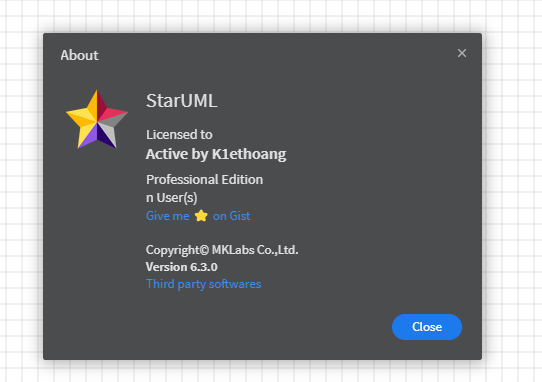 About
StarUML
Licensed to
Active by K1ethoang
Professional Edition
n User(s)
Give me ⭐ on Gist
Copyright© MKLabs Co.,Ltd.
Version 6.3.0
Third party softwares
Close